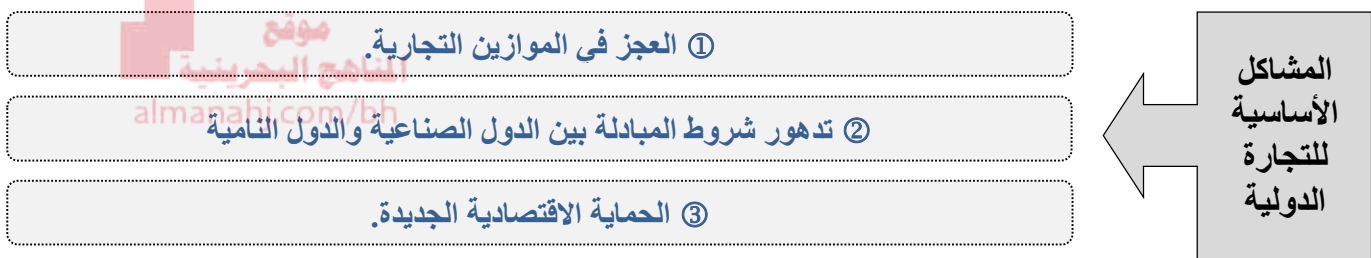 المشاكل
الأساسية
للتجارة
الدولية
① العجز في الموازين التجارية.
② تدهور شروط المبادلة بين الدول الصناعية والدول النامية
③ الحماية الاقتصادية الجديدة.
موقع
المناهج البحرينية
almanahj.com/bh